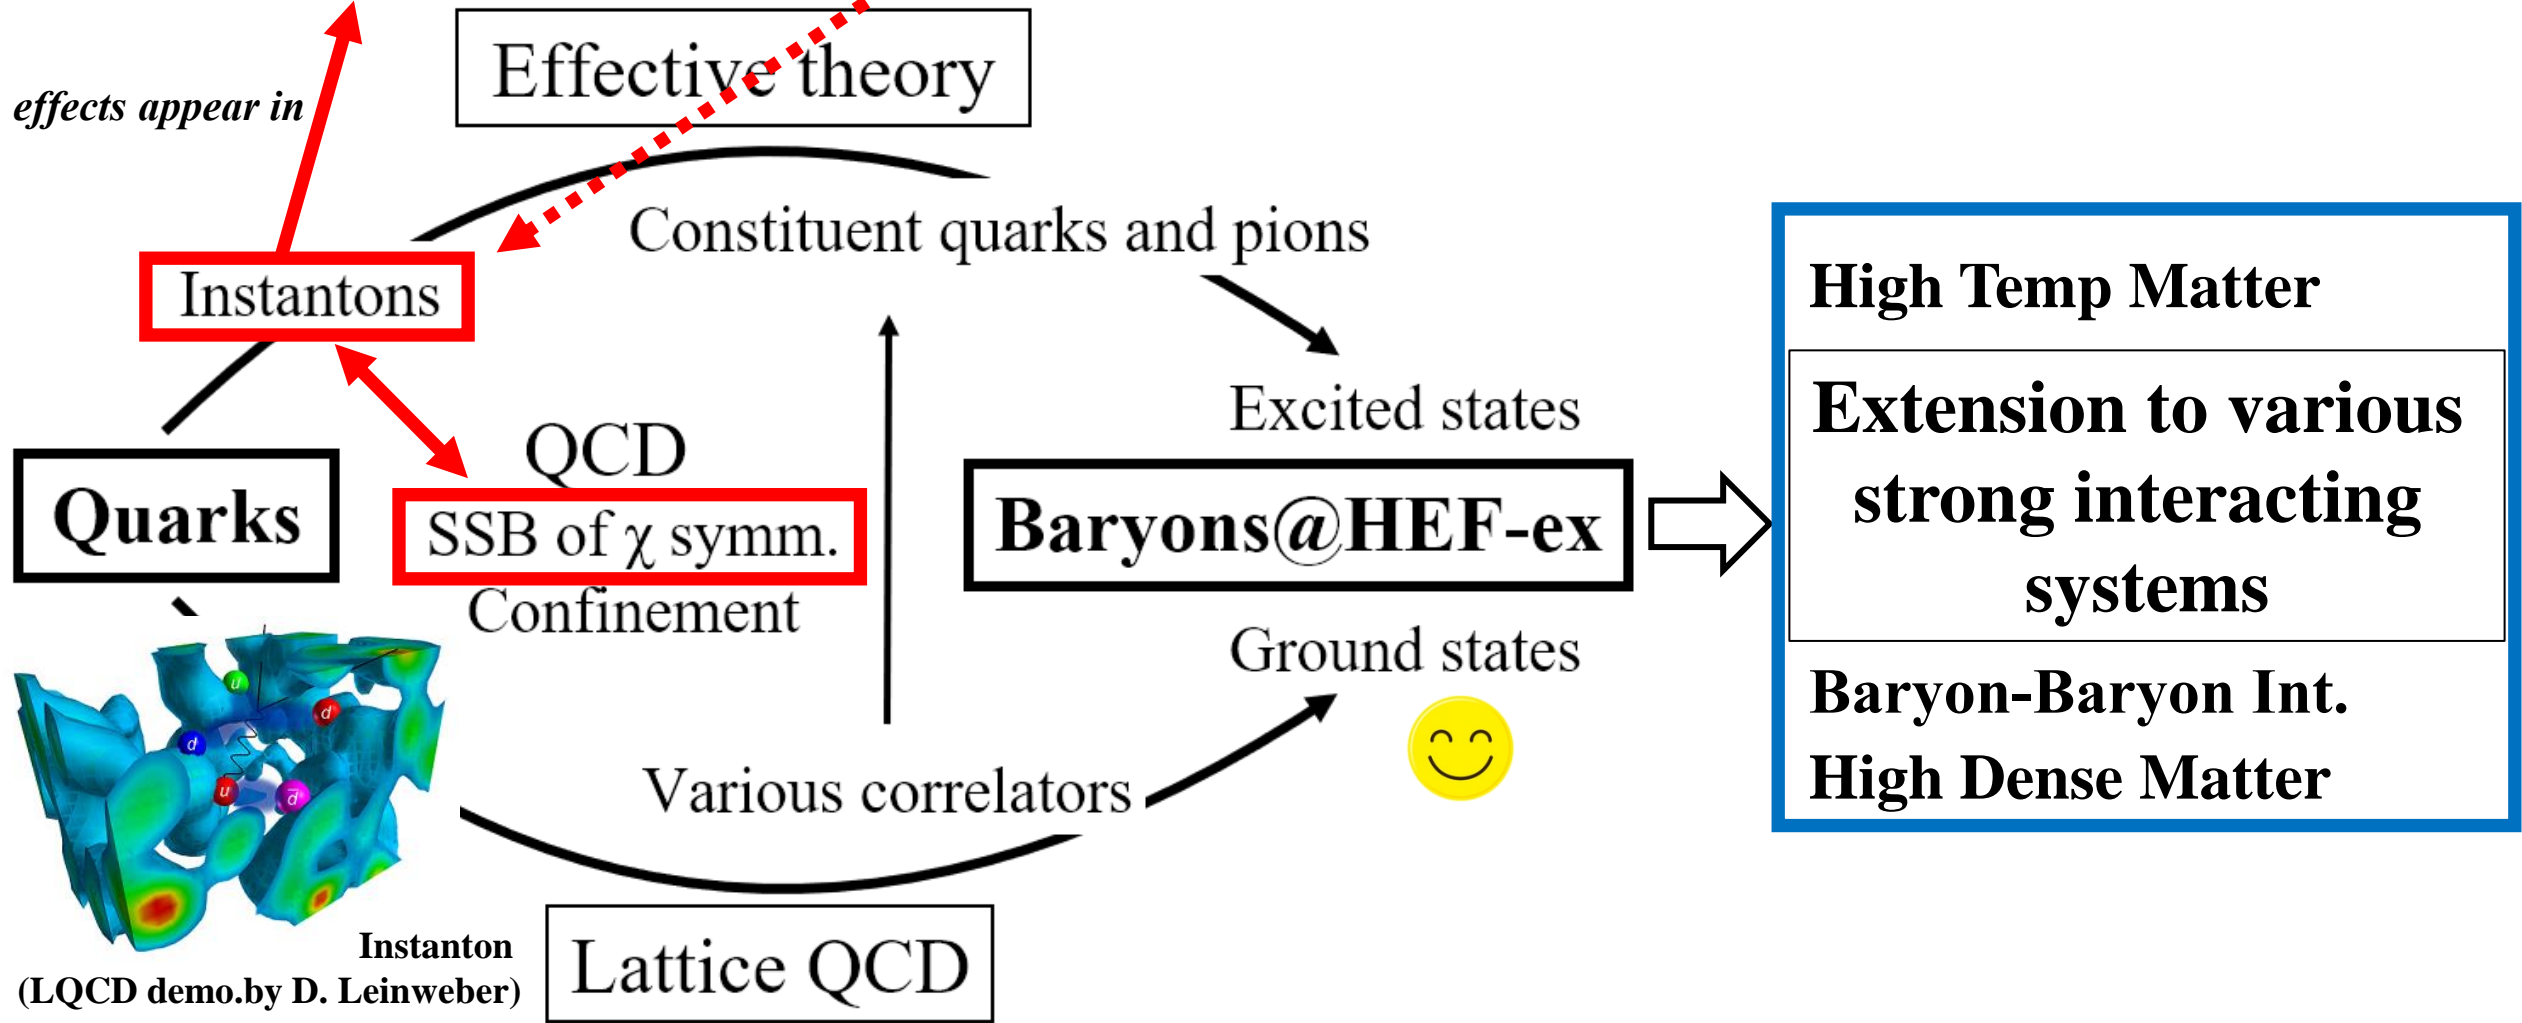 Effective theory
effects appear in
Constituent quarks and pions
Instantons
High Temp Matter
Excited states
Extension to various
strong interacting
systems
QCD
Quarks
SSB of χ symm.
Baryons@HEF-ex
Confinement
Ground states
u
d
d
u
d̅
Baryon-Baryon Int.
High Dense Matter
Various correlators
Instanton
(LQCD demo.by D. Leinweber)
Lattice QCD